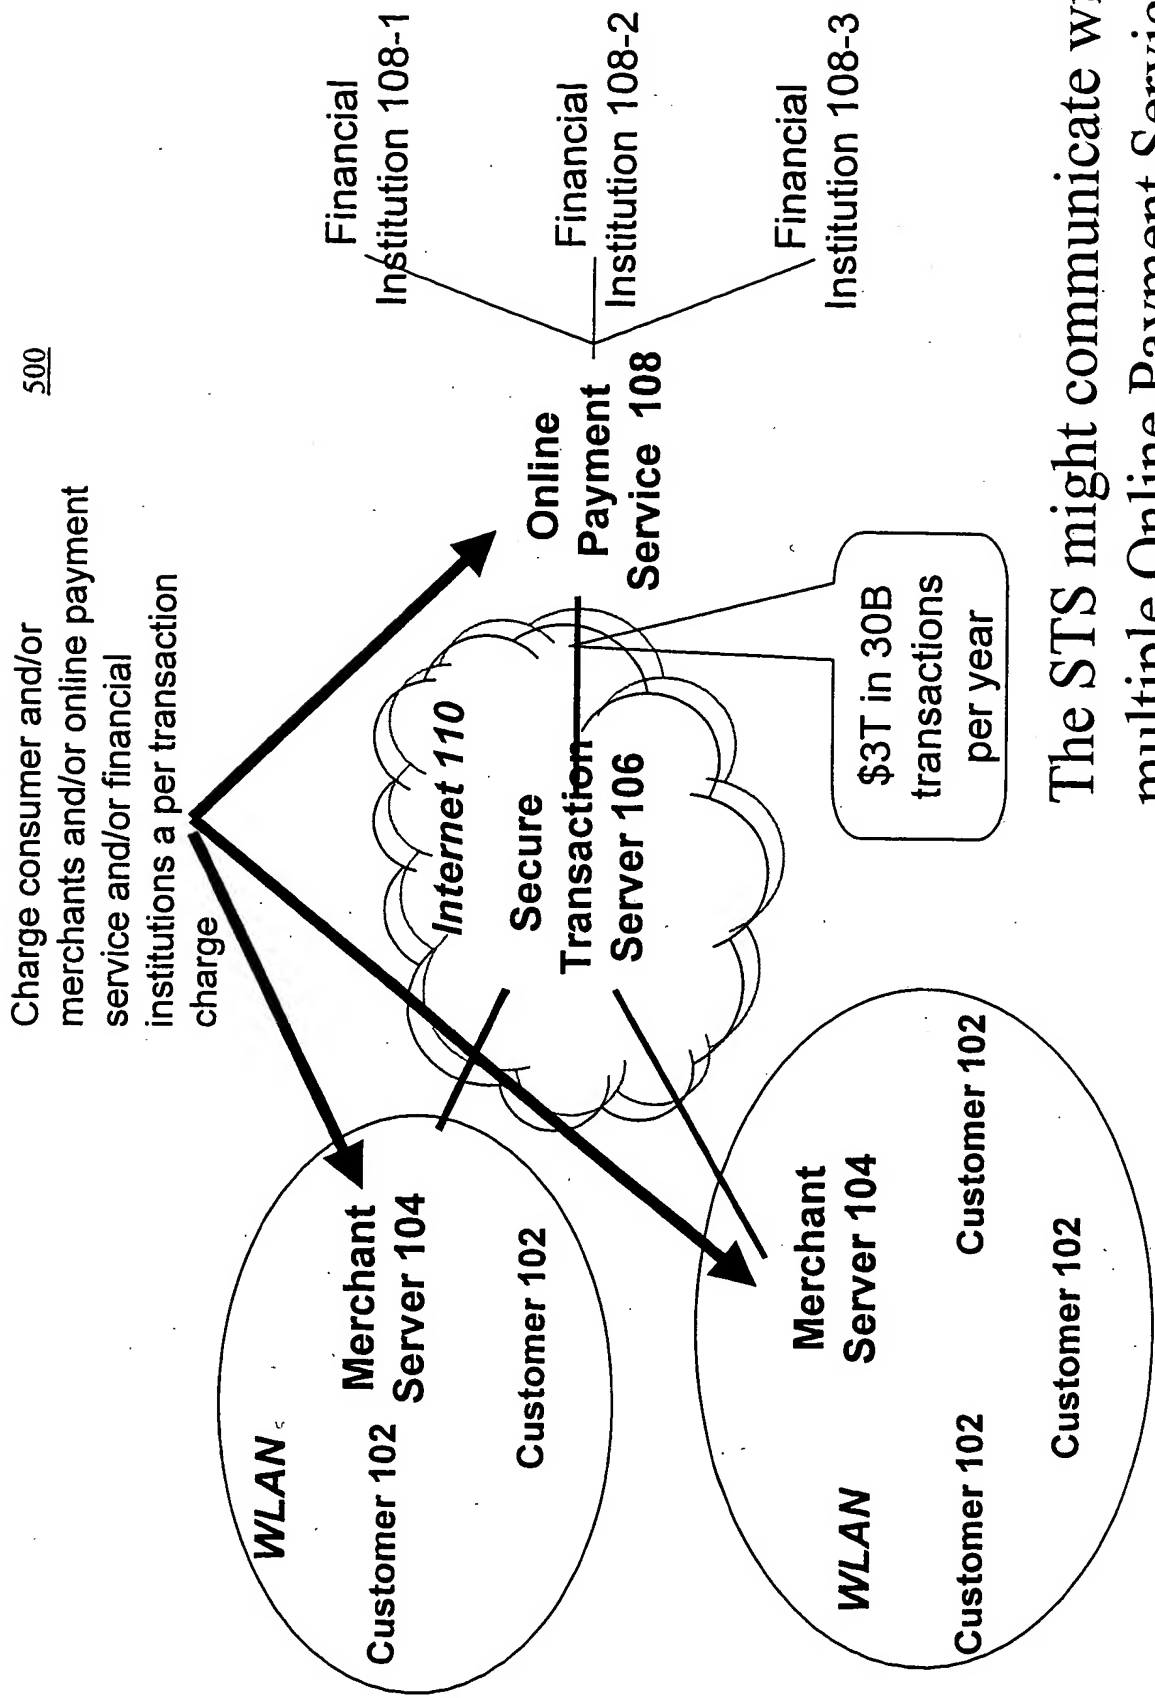 500
Charge consumer and/or
merchants and/or online payment
service and/or financial
institutions a per transaction
charge
WLAN
Merchant
Server 104
Customer 102
Customer 102
Internet 110
Secure
Transaction
Server 106
Online
Payment
Service 108
Financial
Institution 108-1
Financial
Institution 108-2
Financial
Institution 108-3
$3T in 30B
transactions
per year
WLAN
Merchant
Server 104
Customer 102
Customer 102
Customer 102
The STS might communicate
multiple Online Payment